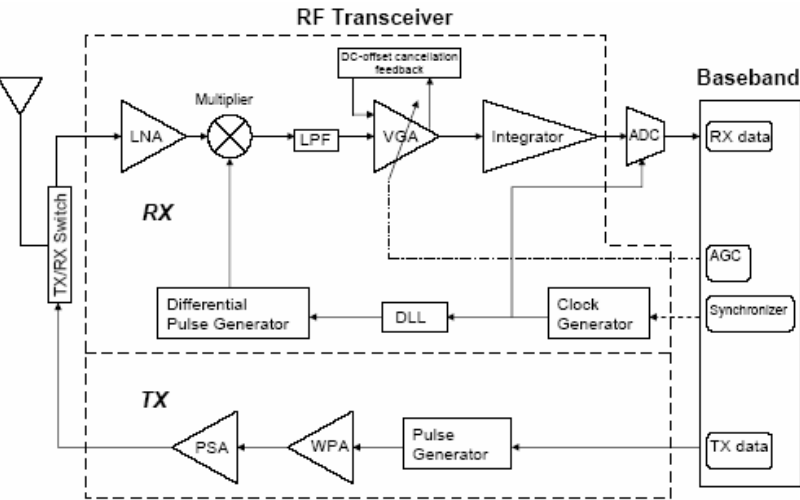 RF Transceiver
DC-offset cancellation
feedback
Baseband
Multiplier
LNA
LPF
VGA
Integrator
ADC
RX data
RX
TX/RX Switch
AGC
Differential
Pulse Generator
DLL
Clock
Generator
Synchronizer
TX
PSA
WPA
Pulse
Generator
TX data